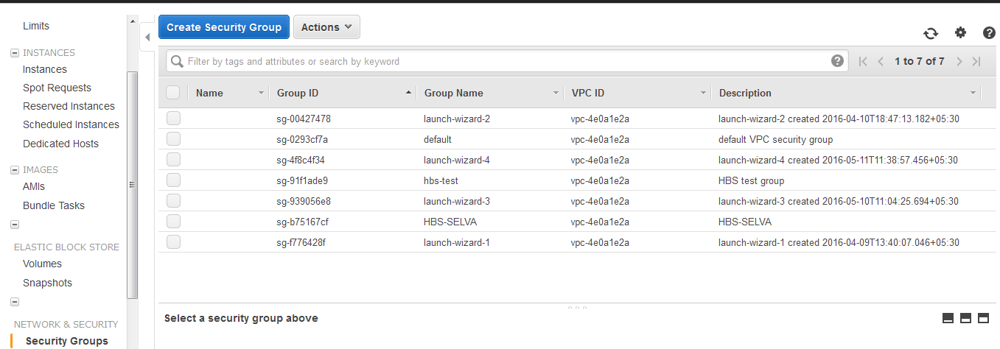 Limits
INSTANCES
Instances
Spot Requests
Reserved Instances
Scheduled Instances
Dedicated Hosts
IMAGES
AMIs
Bundle Tasks
ELASTIC BLOCK STORE
Volumes
Snapshots
NETWORK & SECURITY
Security Groups
Create Security Group Actions
Filter by tags and attributes or search by keyword 1 to 7 of 7
Name Group ID Group Name VPC ID Description
sg-00427478 launch-wizard-2 vpc-4e0a1e2a launch-wizard-2 created 2016-04-10T18:47:13.182+05:30
sg-0293cf7a default vpc-4e0a1e2a default VPC security group
sg-4f8c4f34 launch-wizard-4 vpc-4e0a1e2a launch-wizard-4 created 2016-05-11T11:38:57.456+05:30
sg-91f1ade9 hbs-test vpc-4e0a1e2a HBS test group
sg-939056e8 launch-wizard-3 vpc-4e0a1e2a launch-wizard-3 created 2016-05-10T11:04:25.694+05:30
sg-b75167cf HBS-SELVA vpc-4e0a1e2a HBS-SELVA
sg-f776428f launch-wizard-1 vpc-4e0a1e2a launch-wizard-1 created 2016-04-09T13:40:07.046+05:30
Select a security group above